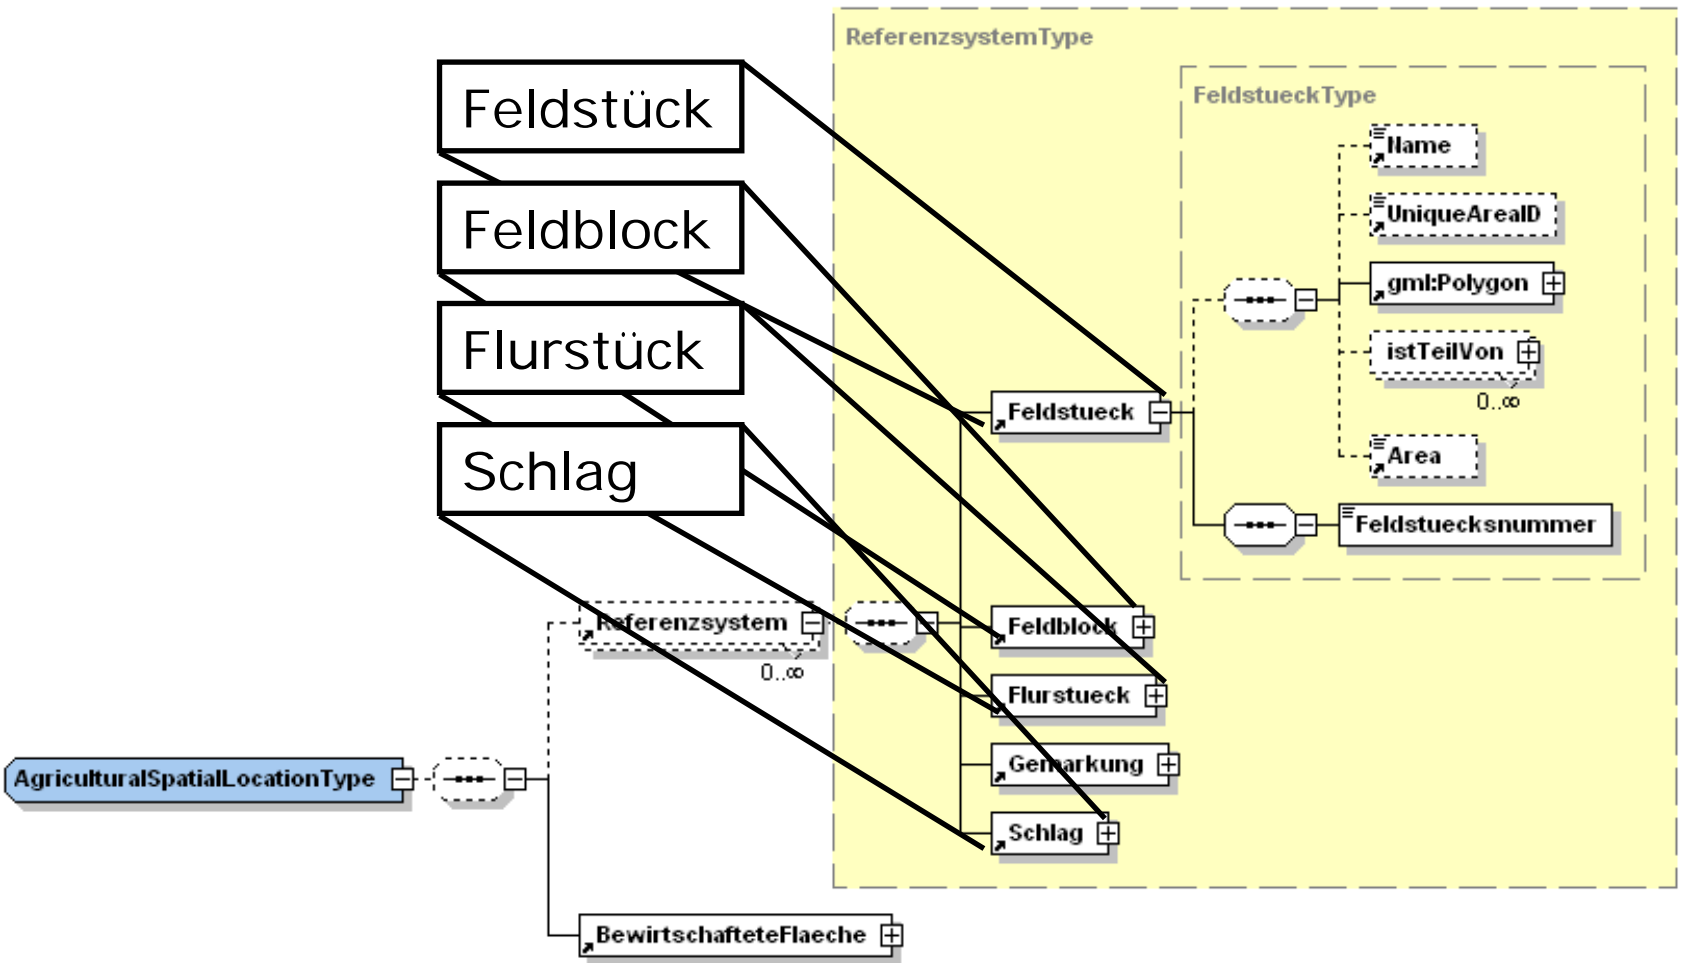 ReferenzsystemType
FeldstueckType
Feldstück
Feldblock
Flurstück
Schlag
Name
UniqueAreaID
gml:Polygon
istTeilVon
0..∞
Area
Feldstuecksnummer
Feldstueck
Referenzsystem
0..∞
Feldblock
Flurstueck
Gemarkung
Schlag
AgriculturalSpatialLocationType
BewirtschafteteFlaeche